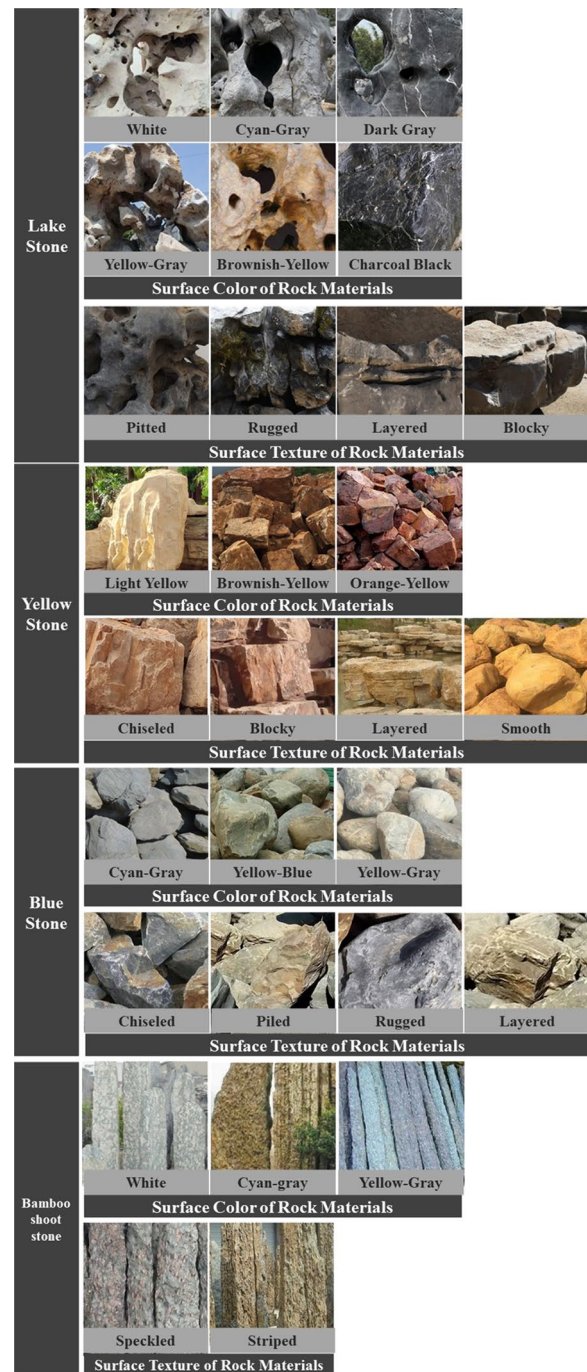 White Cyan-Gray Dark Gray
Lake
Stone
Yellow-Gray Brownish-Yellow Charcoal Black
Surface Color of Rock Materials
Pitted Rugged Layered Blocky
Surface Texture of Rock Materials
Light Yellow Brownish-Yellow Orange-Yellow
Yellow
Stone
Surface Color of Rock Materials
Chiseled Blocky Layered Smooth
Surface Texture of Rock Materials
Cyan-Gray Yellow-Blue Yellow-Gray
Surface Color of Rock Materials
Blue
Stone
Chiseled Piled Rugged Layered
Surface Texture of Rock Materials
White Cyan-gray Yellow-Gray
Surface Color of Rock Materials
Bamboo
shoot
stone
Speckled Striped
Surface Texture of Rock Materials